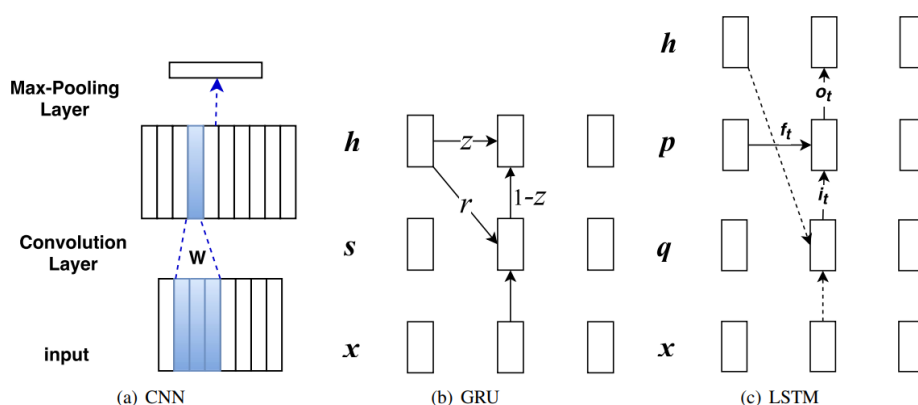 Max-Pooling
Layer
Convolution
Layer
W
input
(a) CNN
h
z
r
1-z
s
x
(b) GRU
h
o_t
p
f_t
i_t
q
x
(c) LSTM